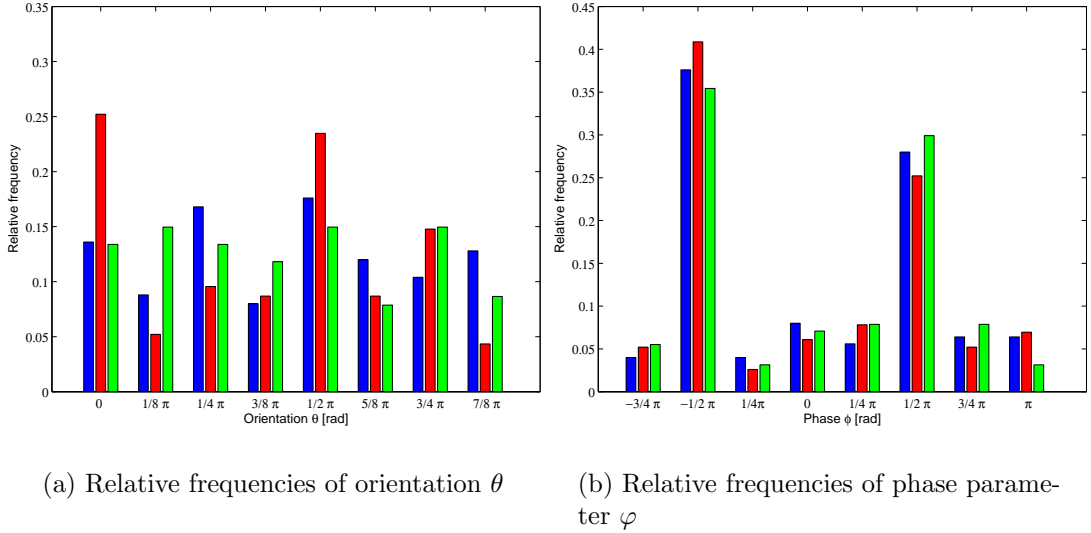 0.35
0.3
0.25
0.2
0.15
0.1
0.05
0
Relative frequency
0 1/8 π 1/4 π 3/8 π 1/2 π 5/8 π 3/4 π 7/8 π
Orientation θ [rad]
0.45
0.4
0.35
0.3
0.25
0.2
0.15
0.1
0.05
0
Relative frequency
−3/4 π −1/2 π 1/4π 0 1/4 π 1/2 π 3/4 π π
Phase ϕ [rad]
(a) Relative frequencies of orientation θ
(b) Relative frequencies of phase parame-
ter φ